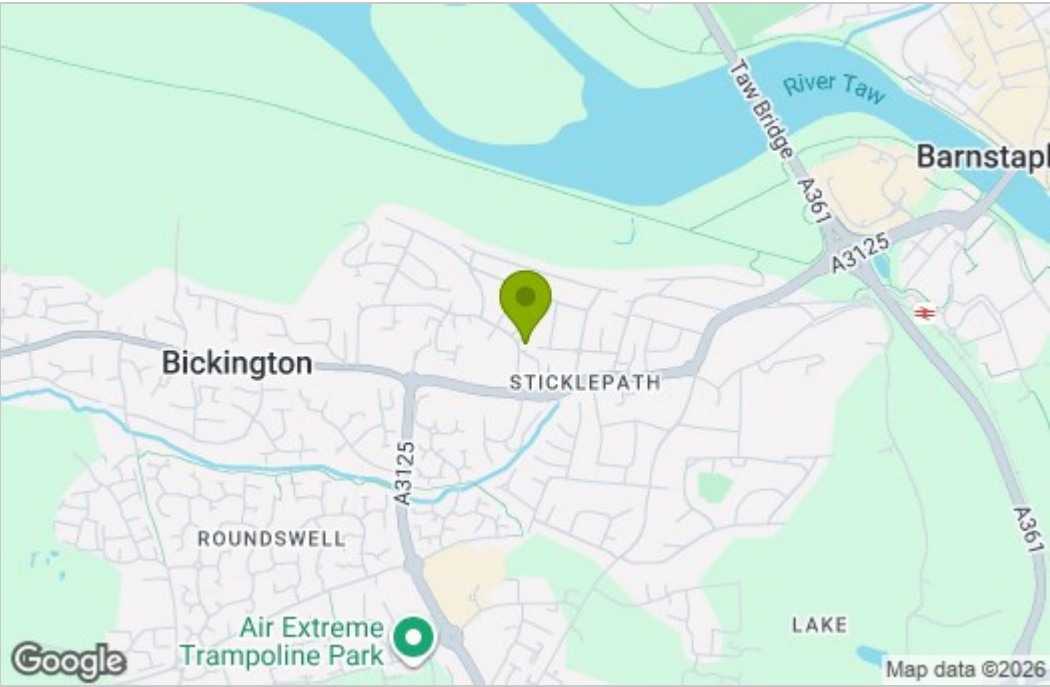 River Taw
Taw Bridge
Barnstapl
A361
A3125
Bickington
STICKLEPATH
A3125
A361
ROUNDSWELL
Air Extreme
Trampoline Park
LAKE
Google
Map data ©2026